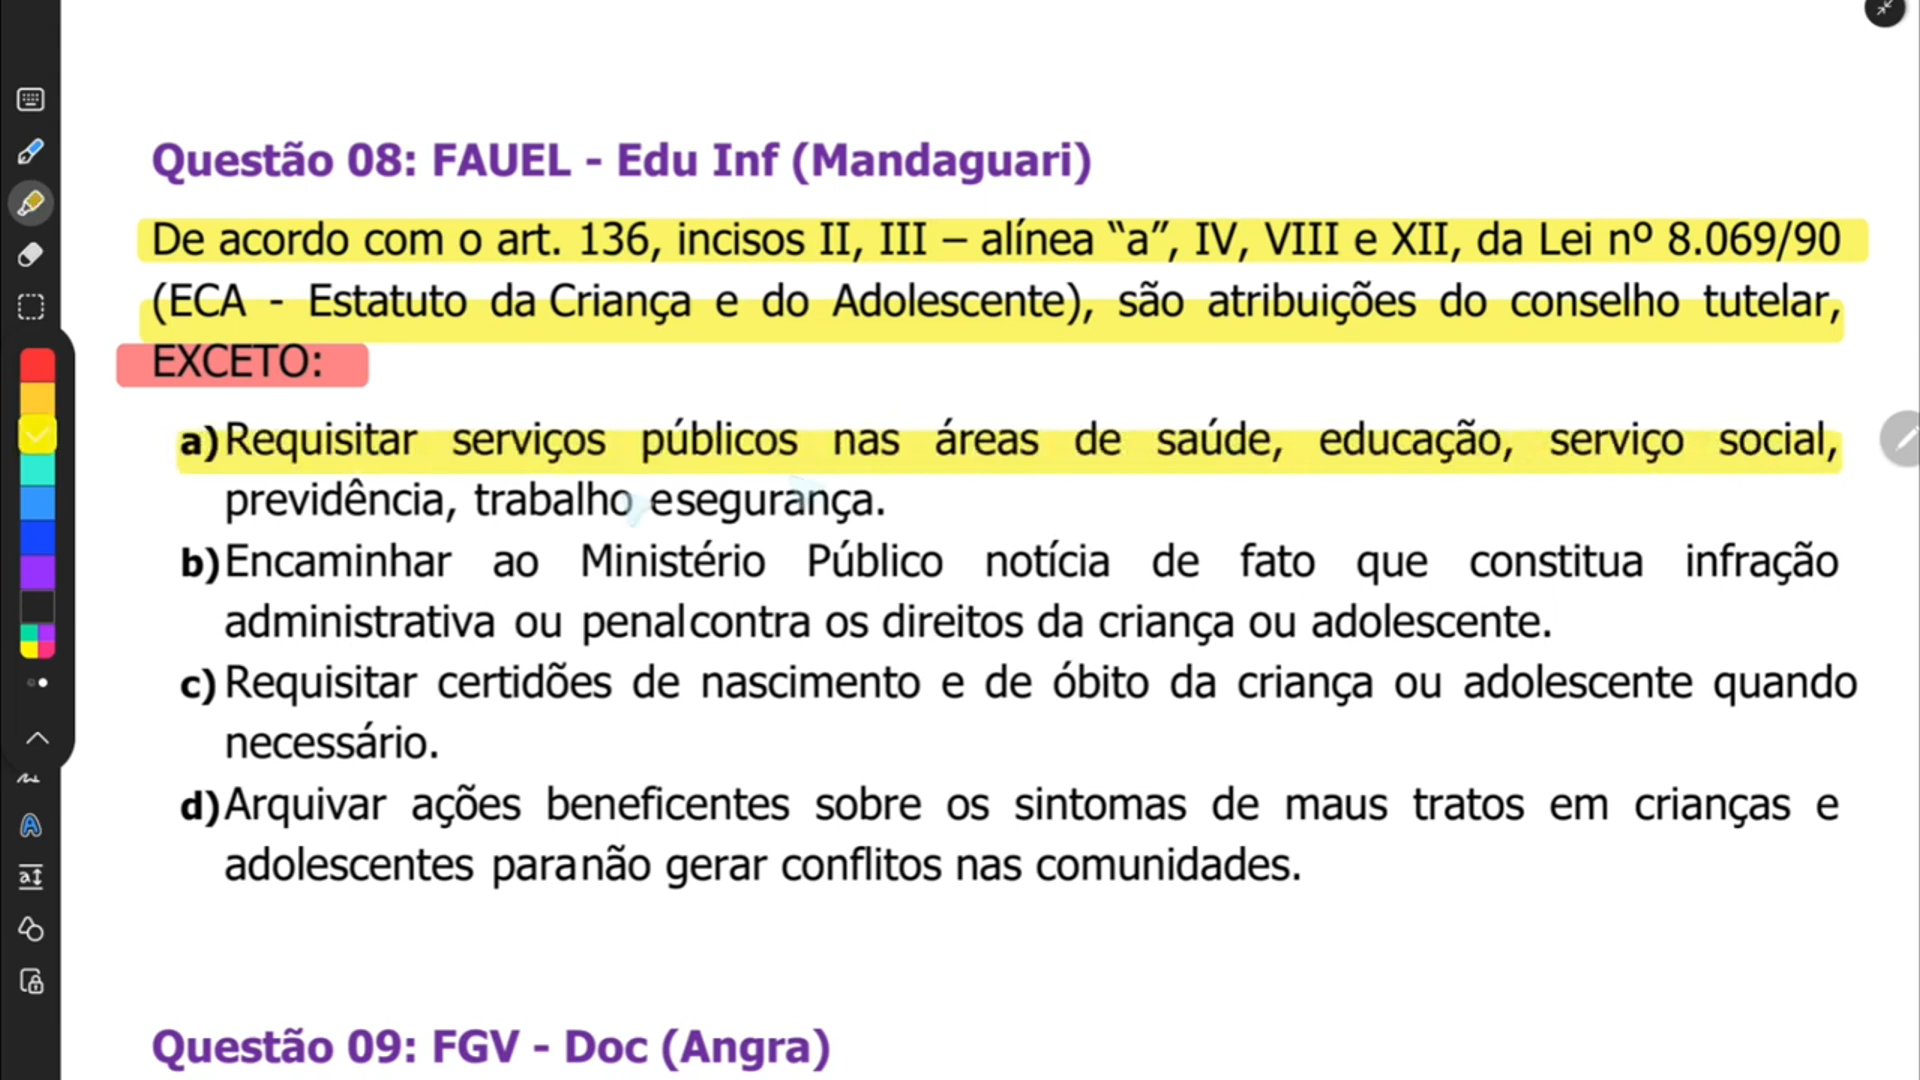 Questão 08: FAUEL - Edu Inf (Mandaguari)
De acordo com o art. 136, incisos II, III – alínea “a”, IV, VIII e XII, da Lei nº 8.069/90
(ECA - Estatuto da Criança e do Adolescente), são atribuições do conselho tutelar,
EXCETO:
a) Requisitar serviços públicos nas áreas de saúde, educação, serviço social,
previdência, trabalho esegurança.
b) Encaminhar ao Ministério Público notícia de fato que constitua infração
administrativa ou penalcontra os direitos da criança ou adolescente.
c) Requisitar certidões de nascimento e de óbito da criança ou adolescente quando
necessário.
d) Arquivar ações beneficentes sobre os sintomas de maus tratos em crianças e
adolescentes paranão gerar conflitos nas comunidades.
Questão 09: FGV - Doc (Angra)